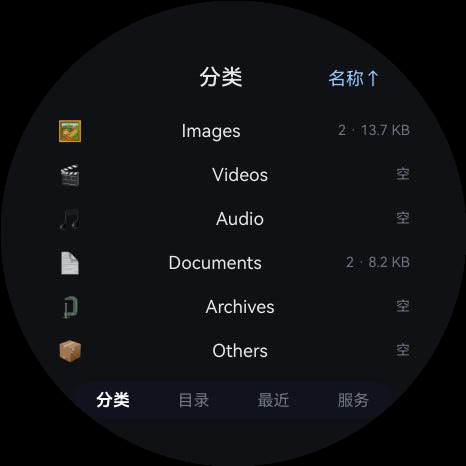 分类 名称↑
Images 2 · 13.7 KB
Videos 空
Audio 空
Documents 2 · 8.2 KB
Archives 空
Others 空
分类 目录 最近 服务